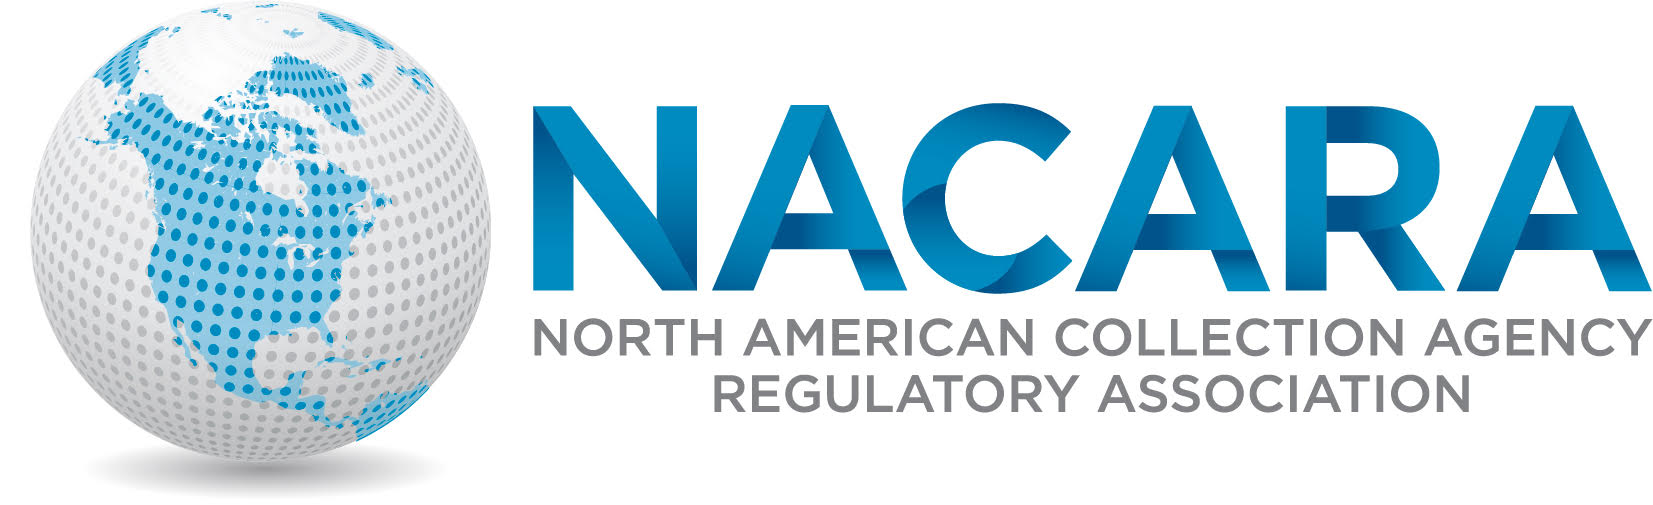 NACARA
NORTH AMERICAN COLLECTION AGENCY
REGULATORY ASSOCIATION